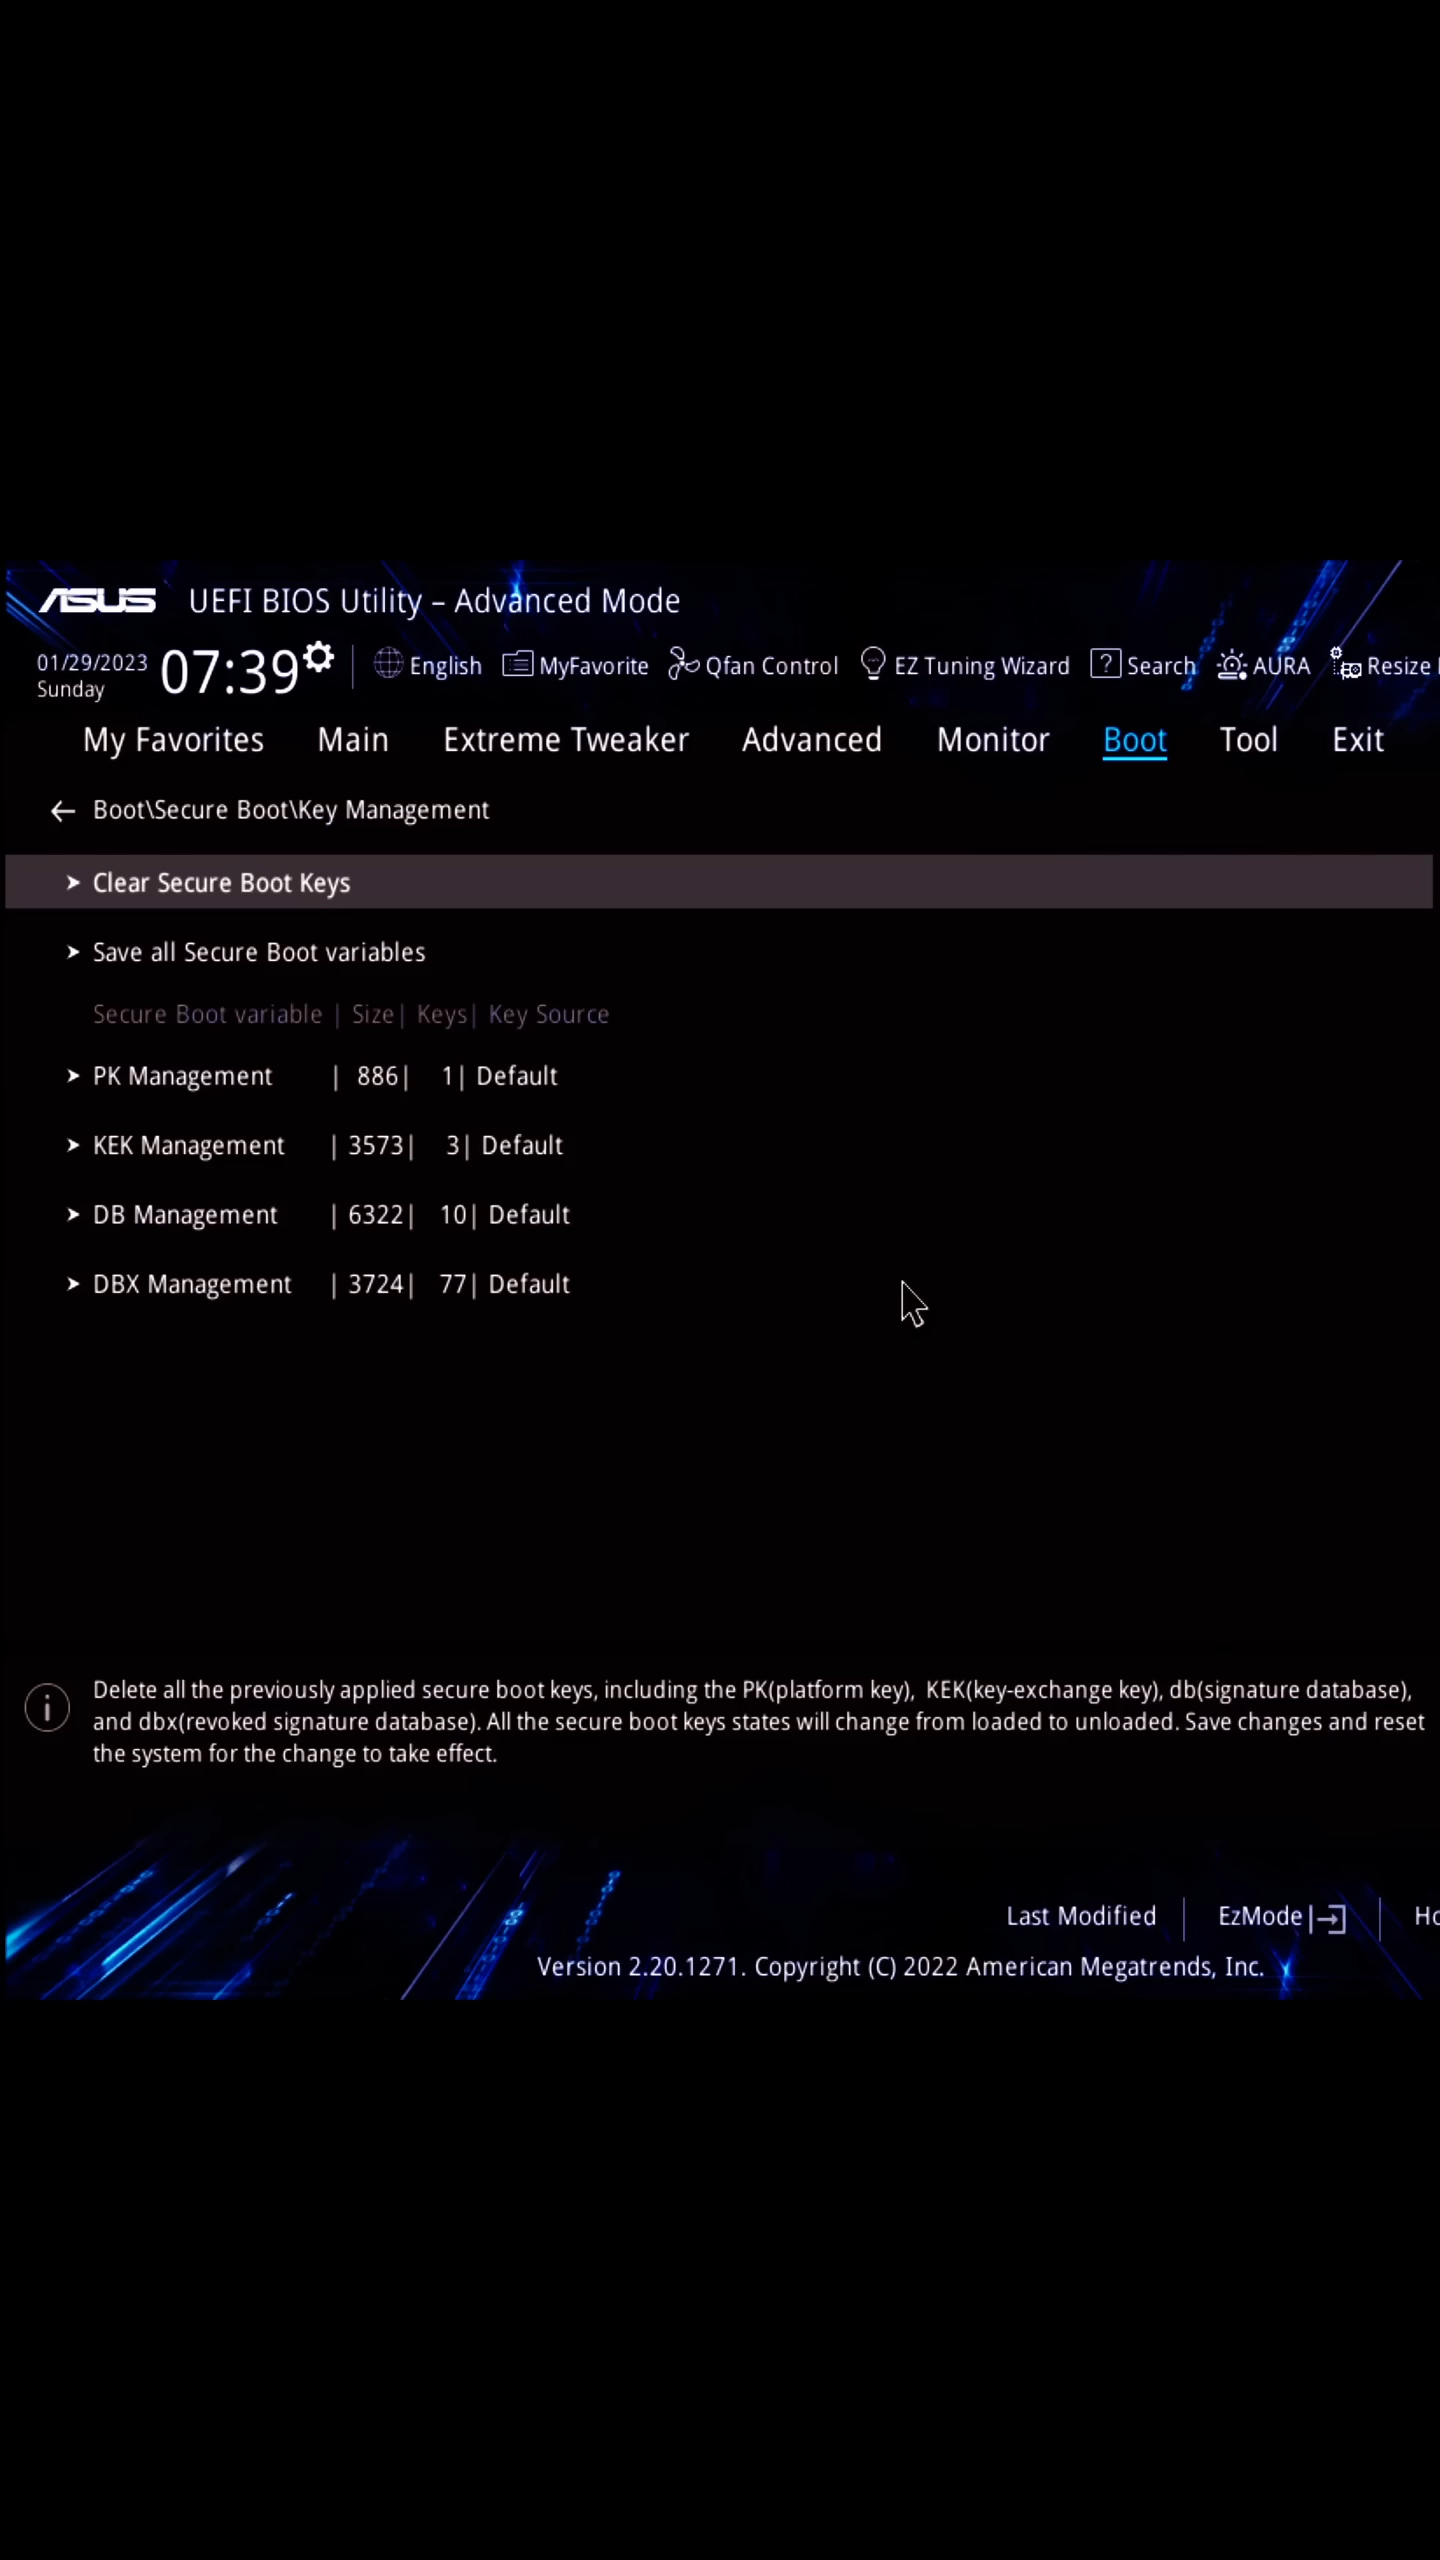 ASUS UEFI BIOS Utility – Advanced Mode
01/29/2023
Sunday
07:39
English MyFavorite Qfan Control EZ Tuning Wizard Search AURA Resize
My Favorites Main Extreme Tweaker Advanced Monitor Boot Tool Exit
Boot\Secure Boot\Key Management
Clear Secure Boot Keys
Save all Secure Boot variables
Secure Boot variable | Size| Keys| Key Source
PK Management | 886| 1| Default
KEK Management | 3573| 3| Default
DB Management | 6322| 10| Default
DBX Management | 3724| 77| Default
Delete all the previously applied secure boot keys, including the PK(platform key), KEK(key-exchange key), db(signature database),
and dbx(revoked signature database). All the secure boot keys states will change from loaded to unloaded. Save changes and reset
the system for the change to take effect.
Last Modified EzMode
Version 2.20.1271. Copyright (C) 2022 American Megatrends, Inc.